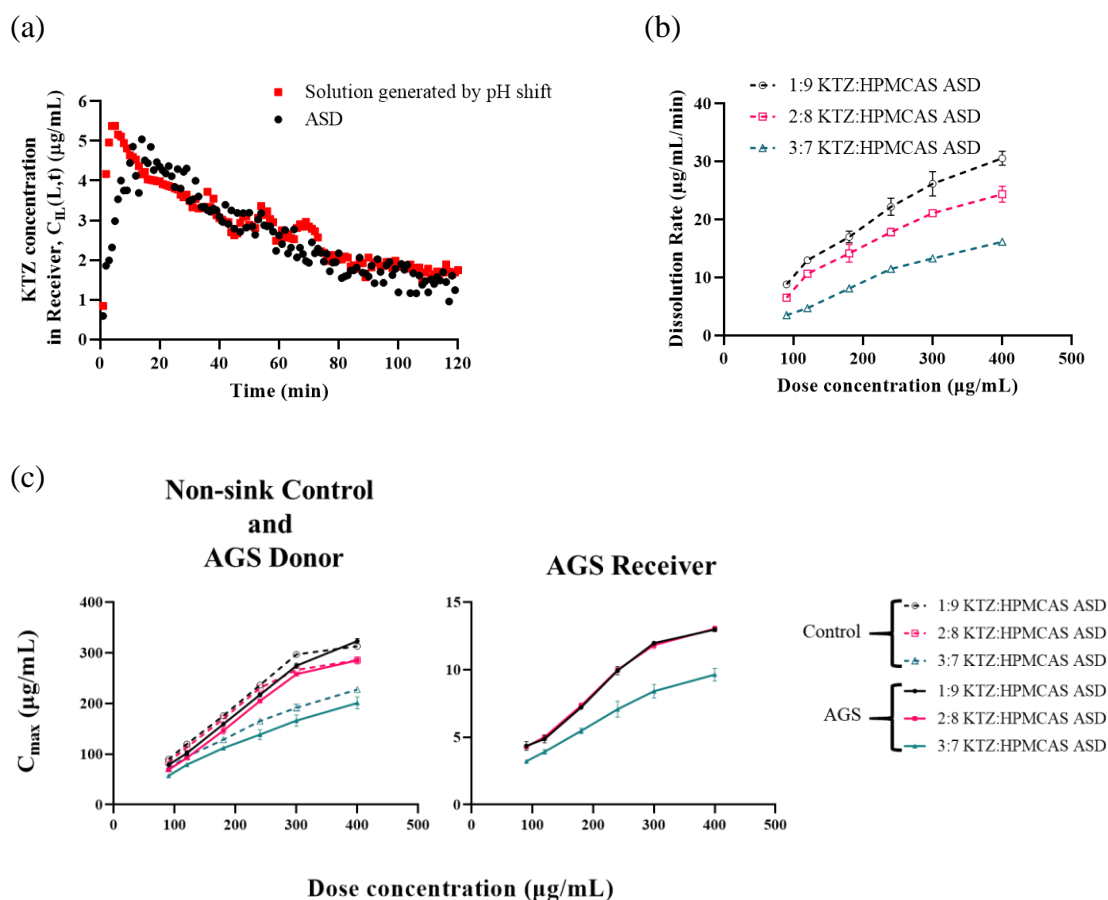 (a)
Solution generated by pH shift
ASD
KTZ concentration
in Receiver, C_IL(L,t) (μg/mL)
6
5
4
3
2
1
0
0 20 40 60 80 100 120
Time (min)
(b)
1:9 KTZ:HPMCAS ASD
2:8 KTZ:HPMCAS ASD
3:7 KTZ:HPMCAS ASD
Dissolution Rate (μg/mL/min)
40
30
20
10
0
0 100 200 300 400 500
Dose concentration (μg/mL)
(c)
Non-sink Control
and
AGS Donor
C_max (μg/mL)
400
300
200
100
0
0 100 200 300 400 500
AGS Receiver
15
10
5
0
0 100 200 300 400 500
Dose concentration (μg/mL)
Control
1:9 KTZ:HPMCAS ASD
2:8 KTZ:HPMCAS ASD
3:7 KTZ:HPMCAS ASD
AGS
1:9 KTZ:HPMCAS ASD
2:8 KTZ:HPMCAS ASD
3:7 KTZ:HPMCAS ASD